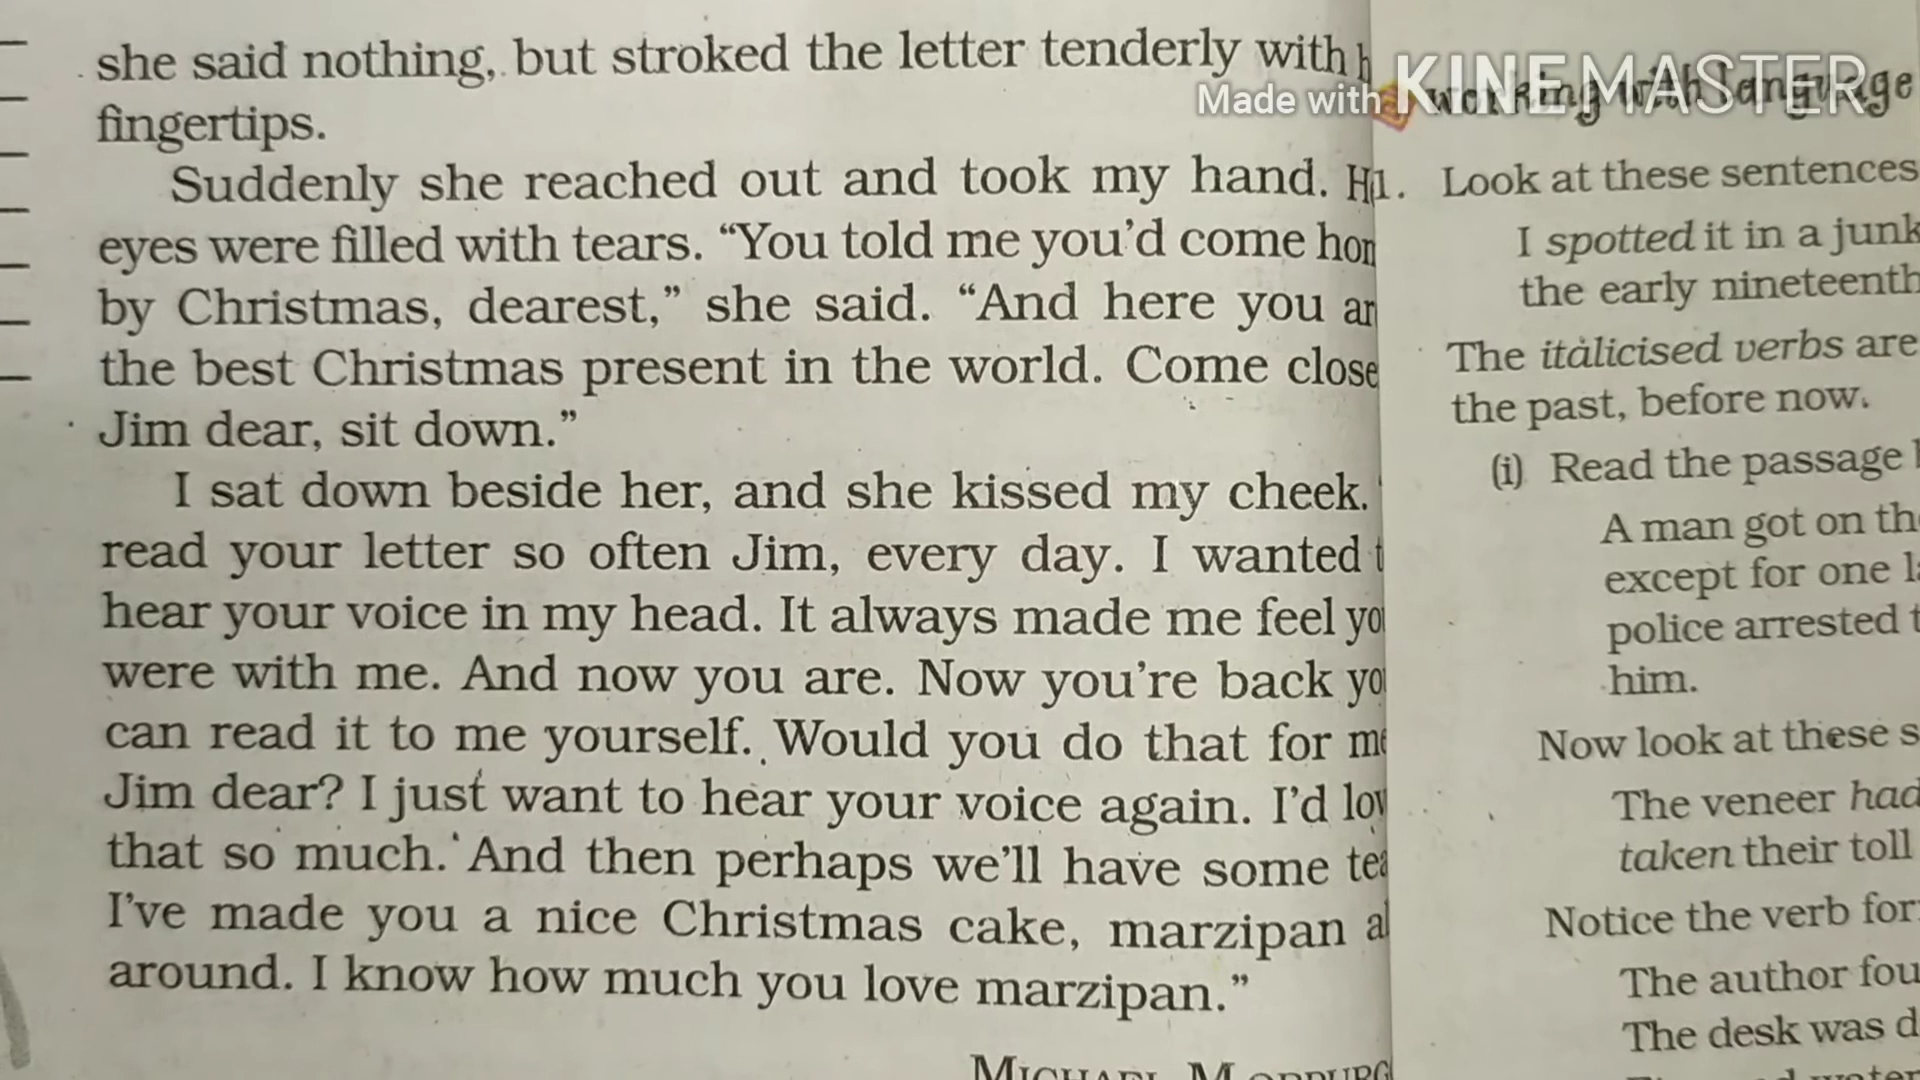 she said nothing, but stroked the letter tenderly with
fingertips.
Suddenly she reached out and took my hand.
eyes were filled with tears. “You told me you’d come
by Christmas, dearest,” she said. “And here you
the best Christmas present in the world. Come
Jim dear, sit down.”
I sat down beside her, and she kissed my cheek.
read your letter so often Jim, every day. I wanted
hear your voice in my head. It always made me feel
were with me. And now you are. Now you’re back
can read it to me yourself. Would you do that for
Jim dear? I just want to hear your voice again. I’d
that so much. And then perhaps we’ll have some
I’ve made you a nice Christmas cake, marzipan
around. I know how much you love marzipan.”
MICHAEL
Made with KINEMASTER
Working with language
1. Look at these sentences
I spotted it in a junk
the early nineteenth
The italicised verbs are
the past, before now.
(i) Read the passage
A man got on
except for one
police arrested
him.
Now look at these
The veneer had
taken their toll
Notice the verb
The author
The desk was